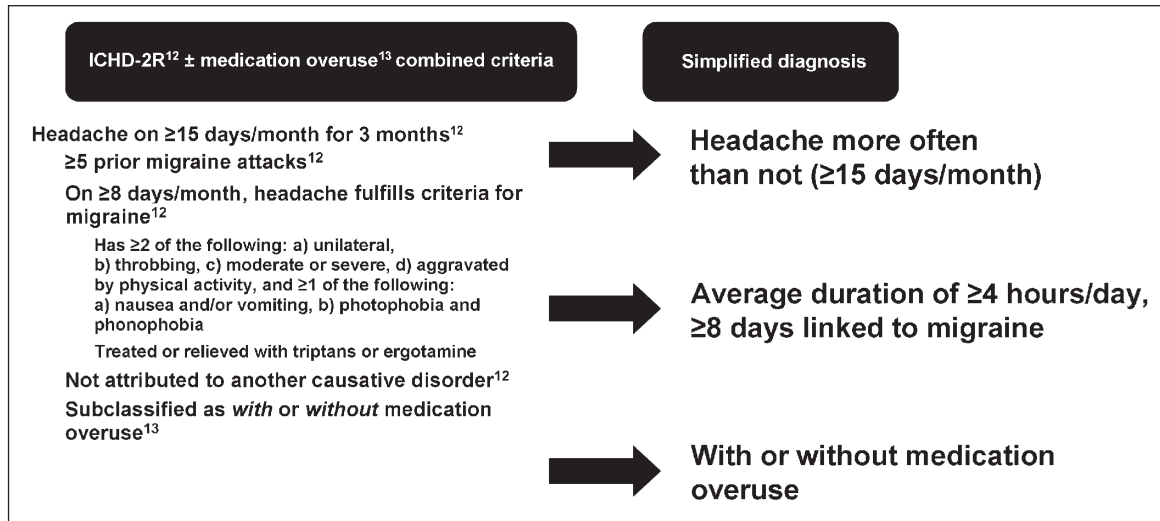 ICHD-2R¹² ± medication overuse¹³ combined criteria
Simplified diagnosis
Headache on ≥15 days/month for 3 months¹²
≥5 prior migraine attacks¹²
On ≥8 days/month, headache fulfills criteria for
migraine¹²
Has ≥2 of the following: a) unilateral,
b) throbbing, c) moderate or severe, d) aggravated
by physical activity, and ≥1 of the following:
a) nausea and/or vomiting, b) photophobia and
phonophobia
Treated or relieved with triptans or ergotamine
Not attributed to another causative disorder¹²
Subclassified as with or without medication
overuse¹³
Headache more often
than not (≥15 days/month)
Average duration of ≥4 hours/day,
≥8 days linked to migraine
With or without medication
overuse